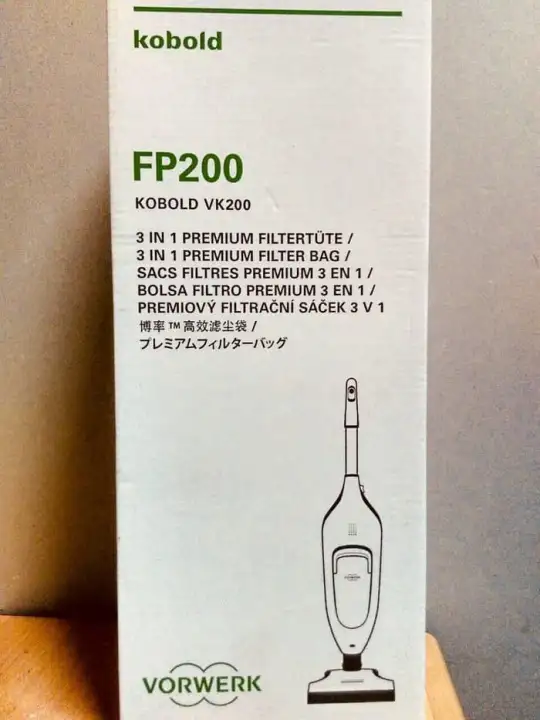 kobold
FP200
KOBOLD VK200
3 IN 1 PREMIUM FILTERTÜTE /
3 IN 1 PREMIUM FILTER BAG /
SACS FILTRES PREMIUM 3 EN 1 /
BOLSA FILTRO PREMIUM 3 EN 1 /
PREMIOVÝ FILTRAČNÍ SÁČEK 3 V 1
博率™高效滤尘袋 /
プレミアムフィルターバッグ
VORWERK
VORWERK